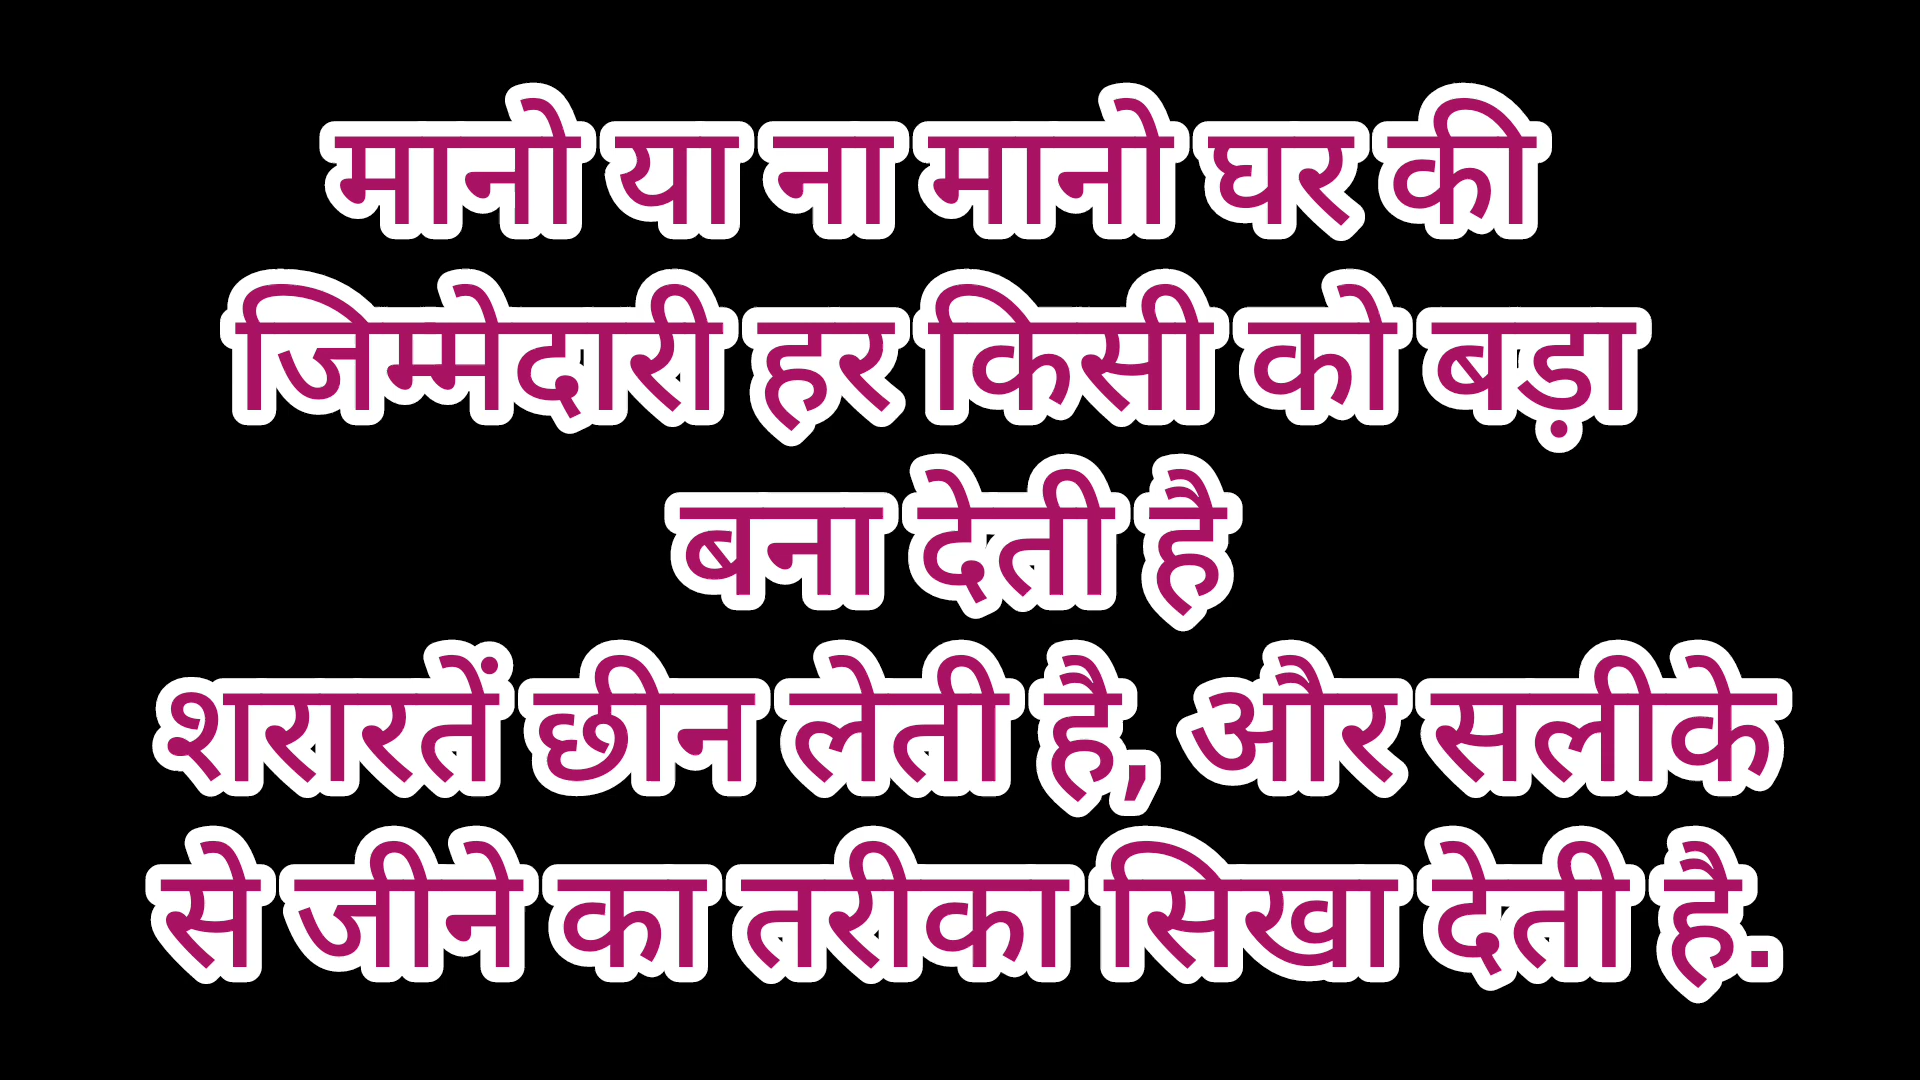 मानो या ना मानो घर की
जिम्मेदारी हर किसी को बड़ा
बना देती है
शरारतें छीन लेती है, और सलीके
से जीने का तरीका सिखा देती है.